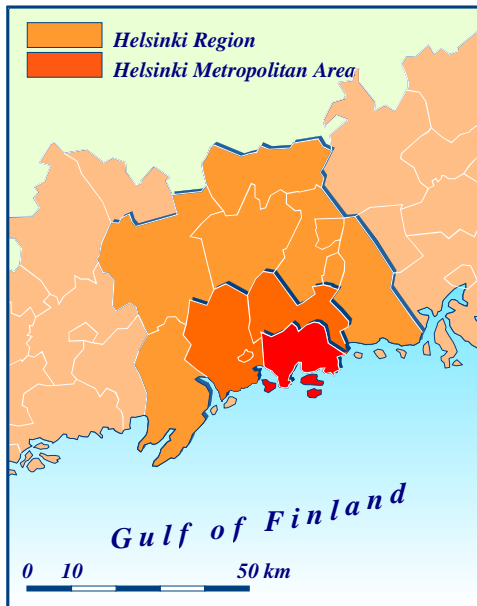 Helsinki Region
Helsinki Metropolitan Area
Gulf of Finland
0 10 50 km